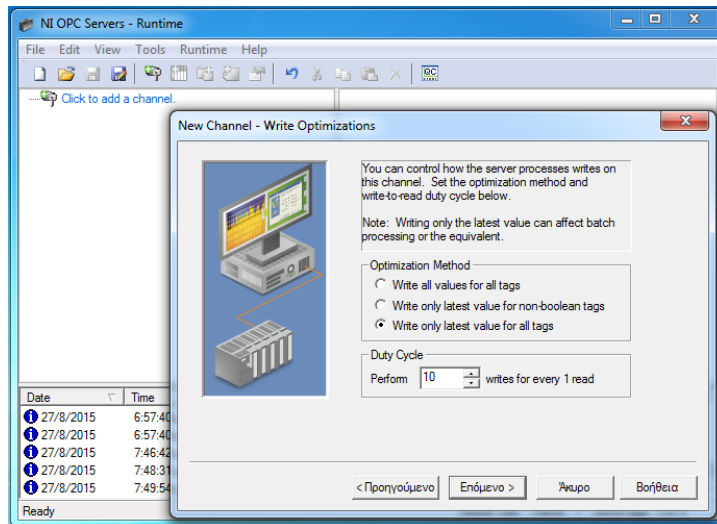 NI OPC Servers - Runtime
File Edit View Tools Runtime Help
QC
Click to add a channel.
New Channel - Write Optimizations
You can control how the server processes writes on
this channel. Set the optimization method and
write-to-read duty cycle below.
Note: Writing only the latest value can affect batch
processing or the equivalent.
Optimization Method
Write all values for all tags
Write only latest value for non-boolean tags
Write only latest value for all tags
Duty Cycle
Perform 10 writes for every 1 read
< Προηγούμενο Επόμενο > Άκυρο Βοήθεια
Date Time
27/8/2015 6:57:40
27/8/2015 6:57:40
27/8/2015 7:46:42
27/8/2015 7:48:31
27/8/2015 7:49:54
Ready